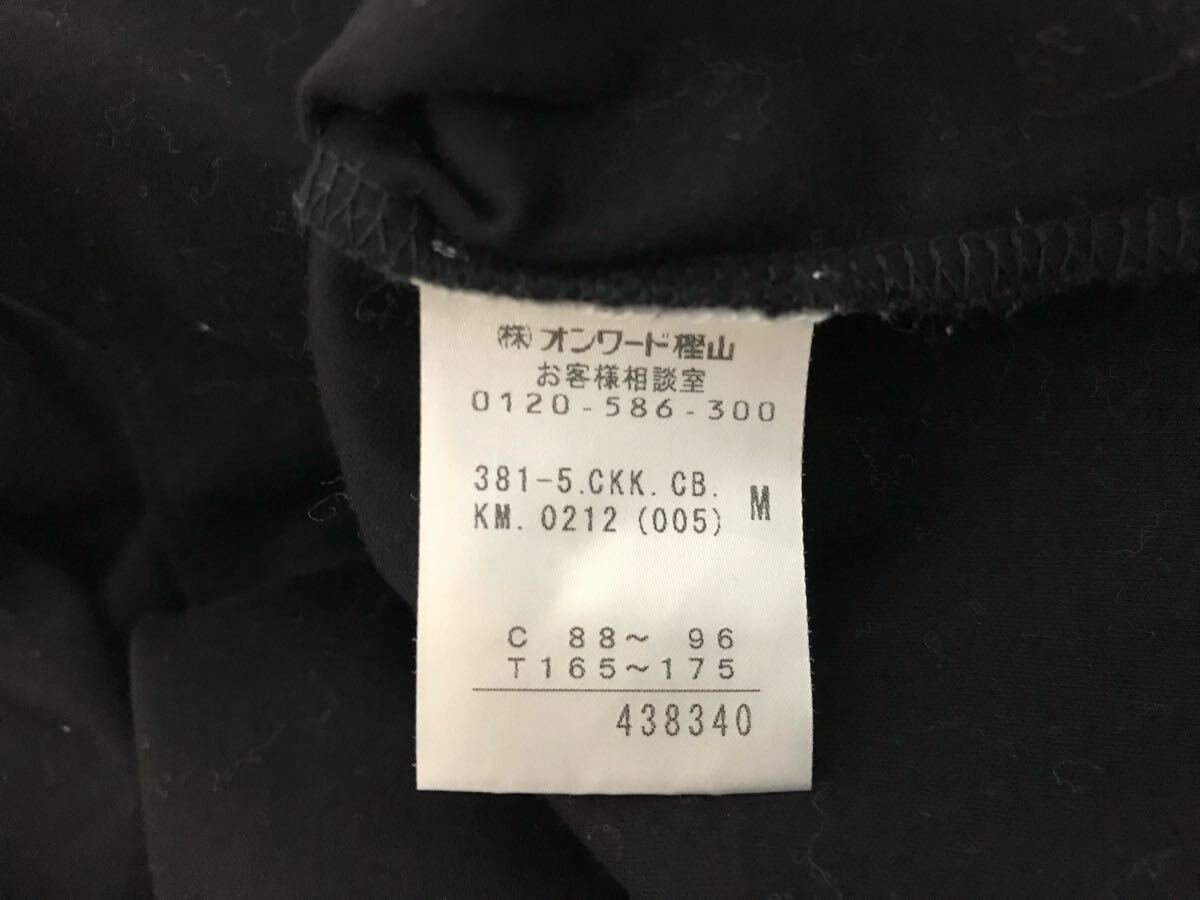 ㈱オンワード樫山
お客様相談室
0120-586-300
381-5.CKK.CB.
KM.0212 (005) M
C 88～ 96
T165～175
438340